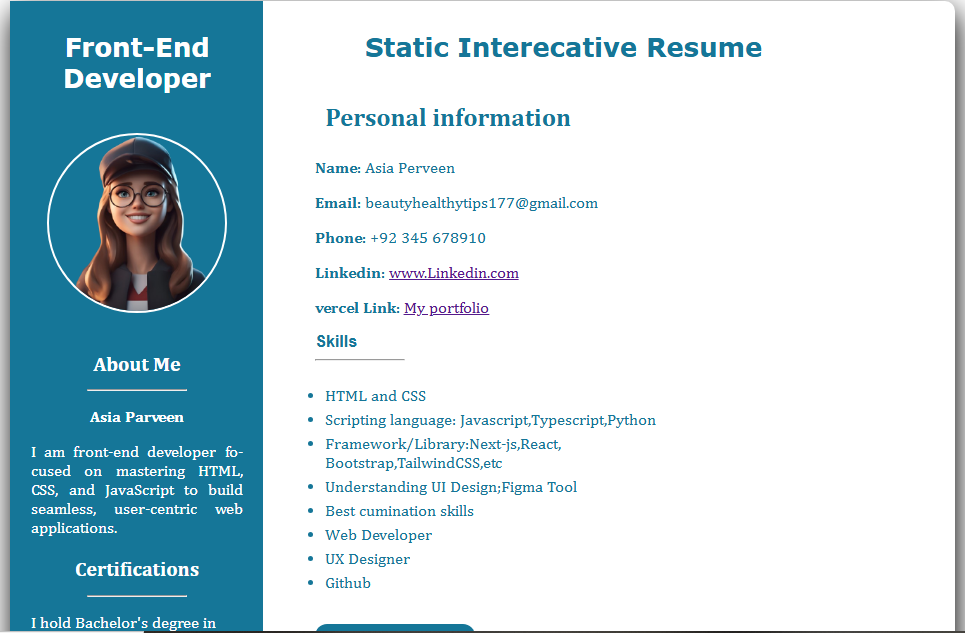 Front-End
Developer
About Me
Asia Parveen
I am front-end developer fo-
cused on mastering HTML,
CSS, and JavaScript to build
seamless, user-centric web
applications.
Certifications
I hold Bachelor's degree in
Static Interecative Resume
Personal information
Name: Asia Perveen
Email: beautyhealthytips177@gmail.com
Phone: +92 345 678910
Linkedin: www.Linkedin.com
vercel Link: My portfolio
Skills
HTML and CSS
Scripting language: Javascript,Typescript,Python
Framework/Library:Next-js,React,
Bootstrap,TailwindCSS,etc
Understanding UI Design;Figma Tool
Best cumination skills
Web Developer
UX Designer
Github